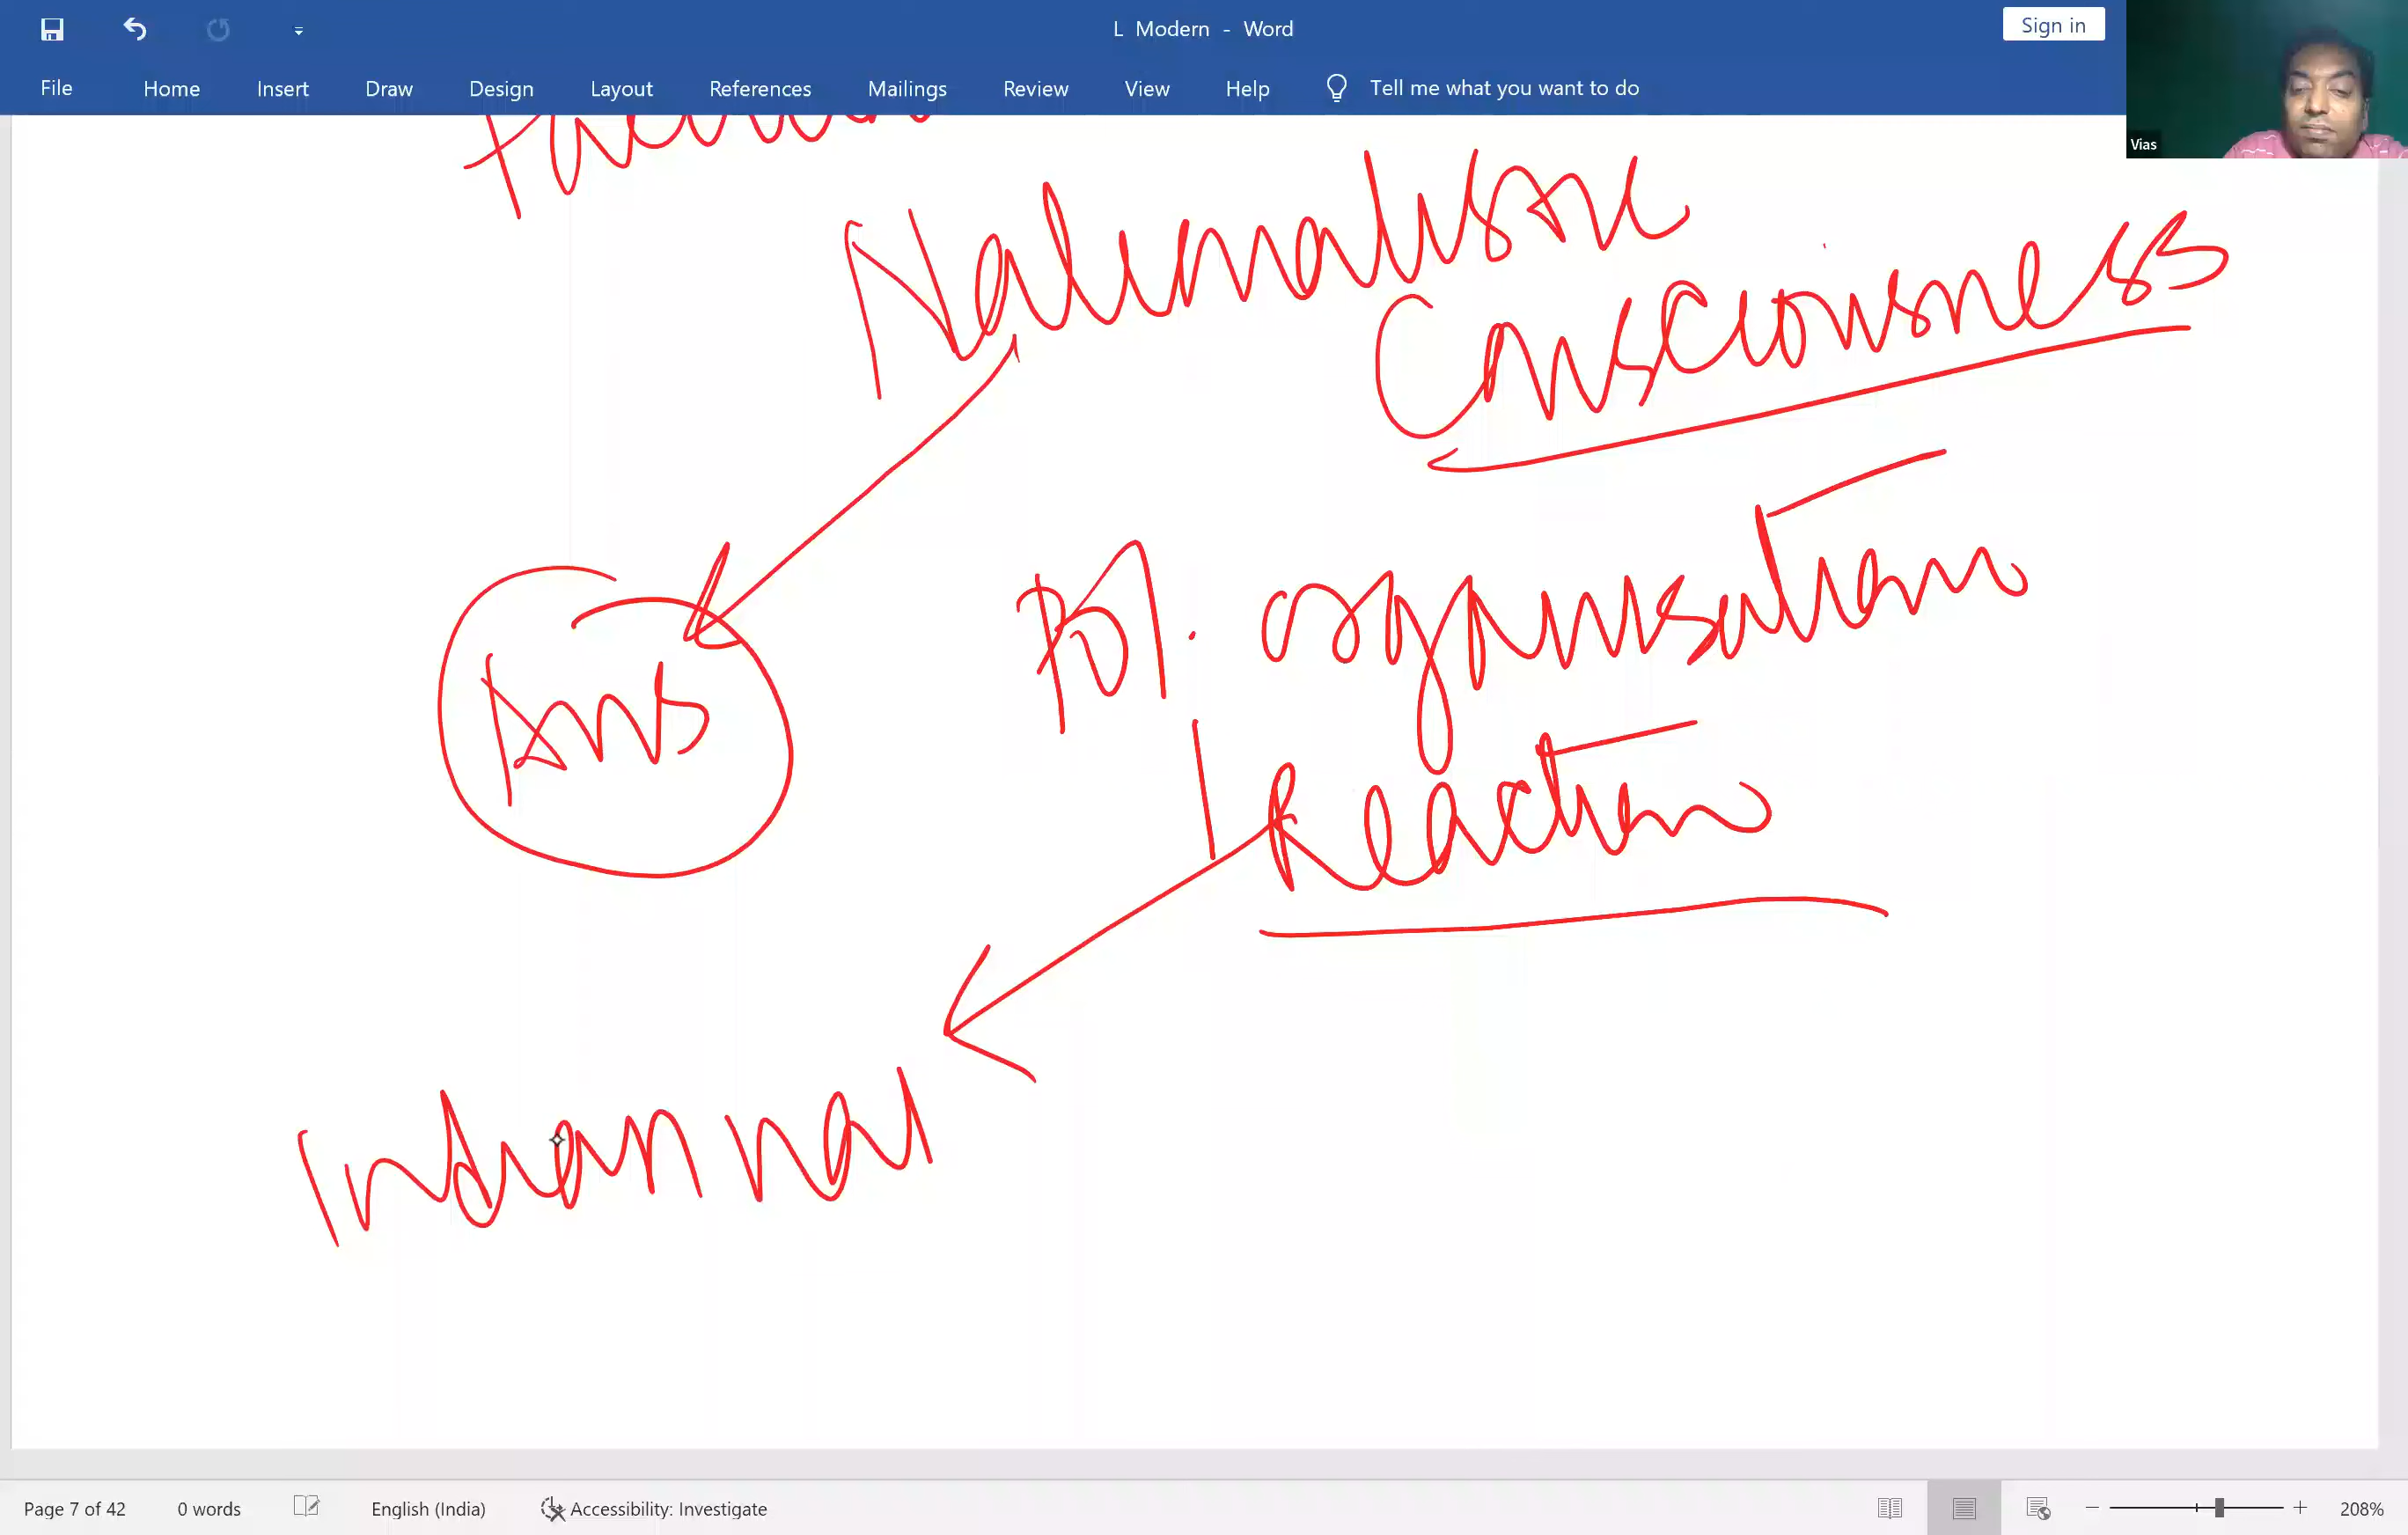 L Modern - Word
Sign in
File Home Insert Draw Design Layout References Mailings Review View Help Tell me what you want to do
Vias
Nationalistic
Consciousness
Pol. organisation
Ans
Reaction
Indian nat
Page 7 of 42 0 words English (India) Accessibility: Investigate 208%